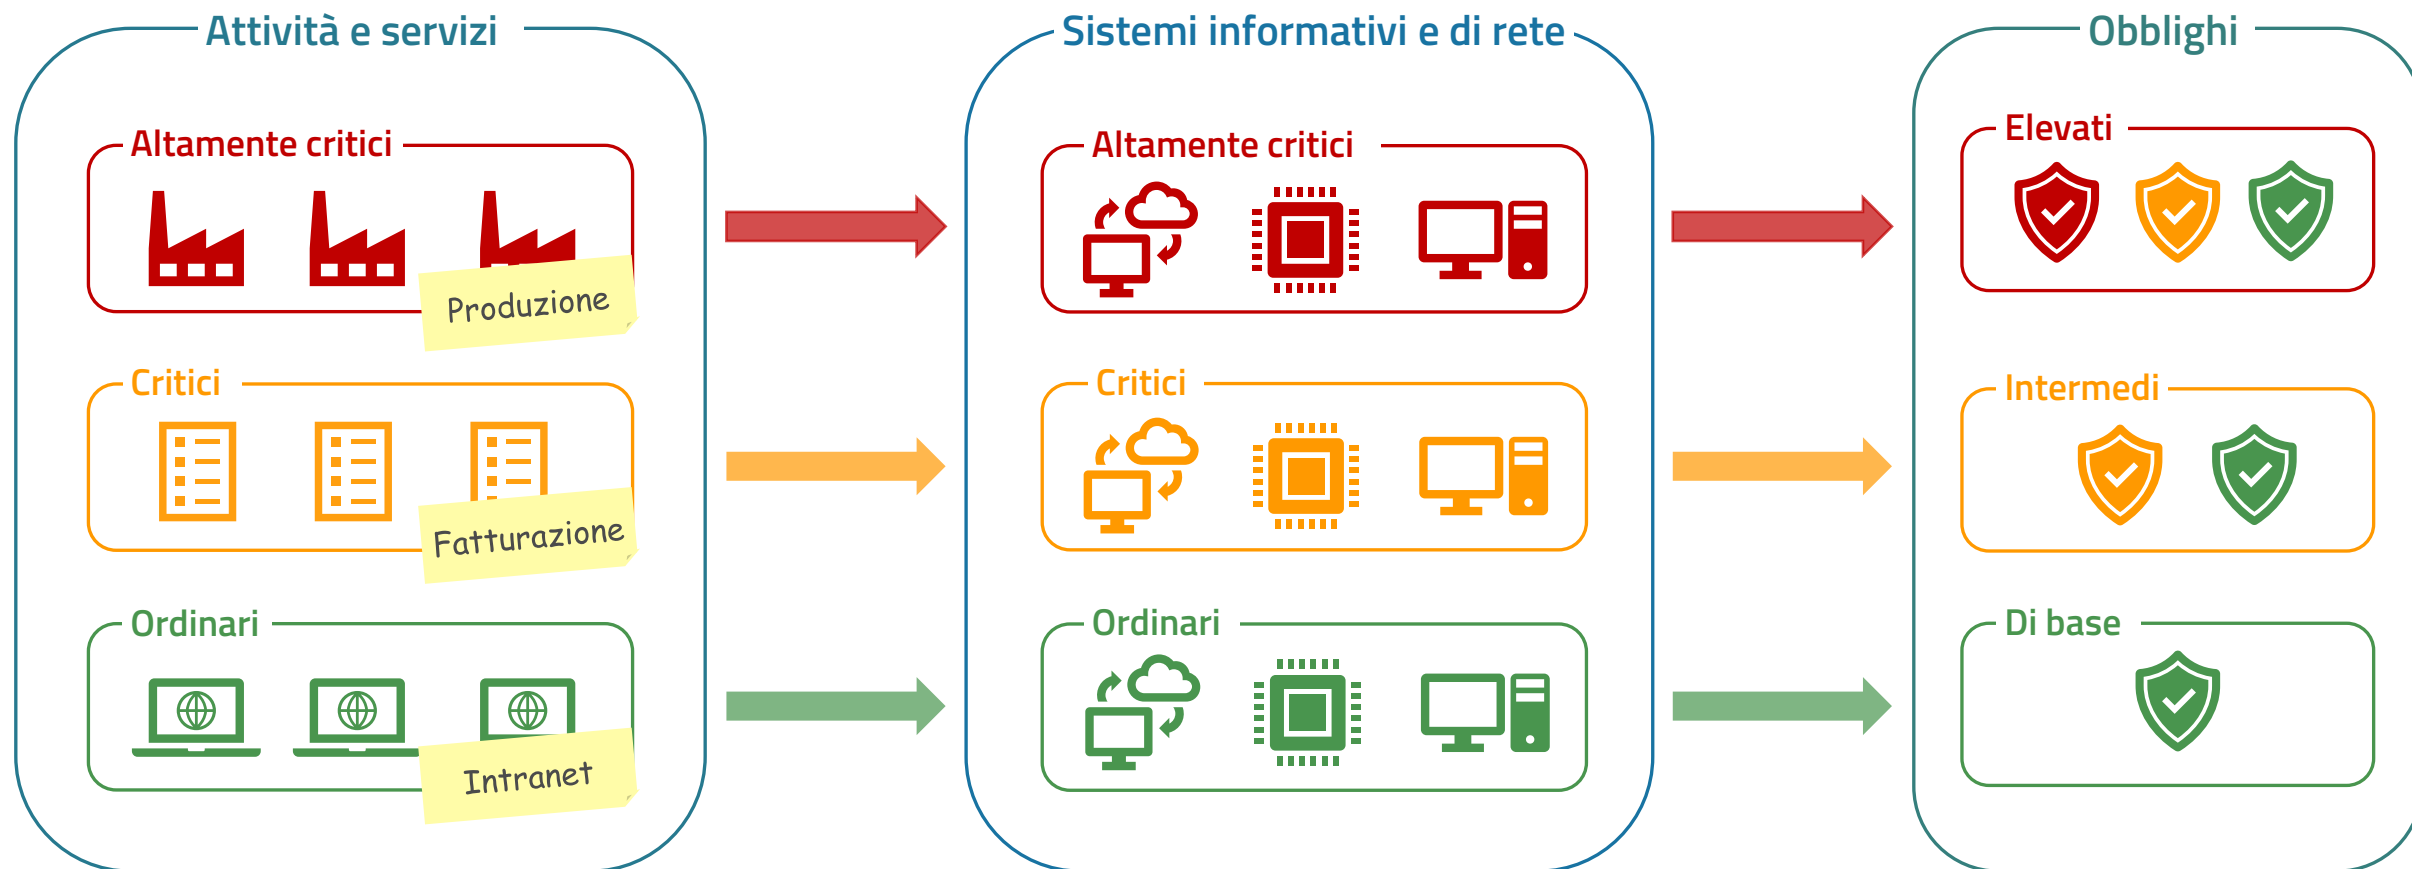 Attività e servizi
Altamente critici
Produzione
Critici
Fatturazione
Ordinari
Intranet
Sistemi informativi e di rete
Altamente critici
Critici
Ordinari
Obblighi
Elevati
Intermedi
Di base